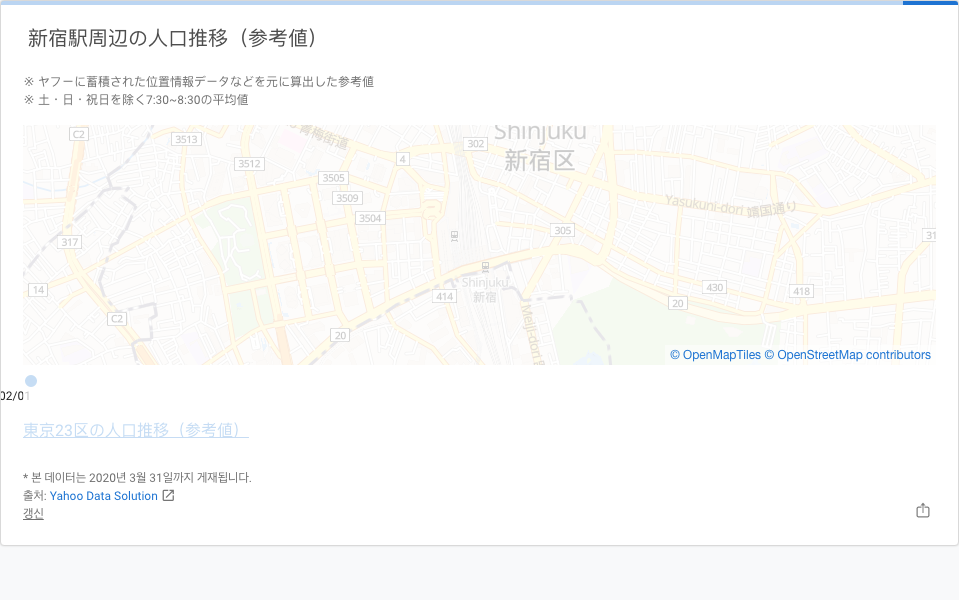 新宿駅周辺の人口推移（参考値）
※ ヤフーに蓄積された位置情報データなどを元に算出した参考値
※ 土・日・祝日を除く7:30~8:30の平均値
C2
3513
青梅街道
302
Shinjuku
新宿区
3512
4
3505
3509
Yasukuni-dori 靖国通り
3504
305
317
31
14
Shinjuku
新宿
414
430
418
20
C2
20
Meiji-dori
© OpenMapTiles © OpenStreetMap contributors
02/01
東京23区の人口推移（参考値）
* 본 데이터는 2020년 3월 31일까지 게재됩니다.
출처: Yahoo Data Solution
갱신